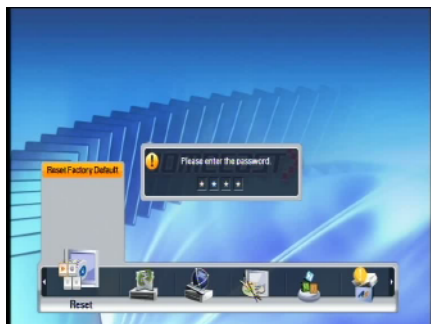 Please enter the password.
* * * *
Reset Factory Default
Reset